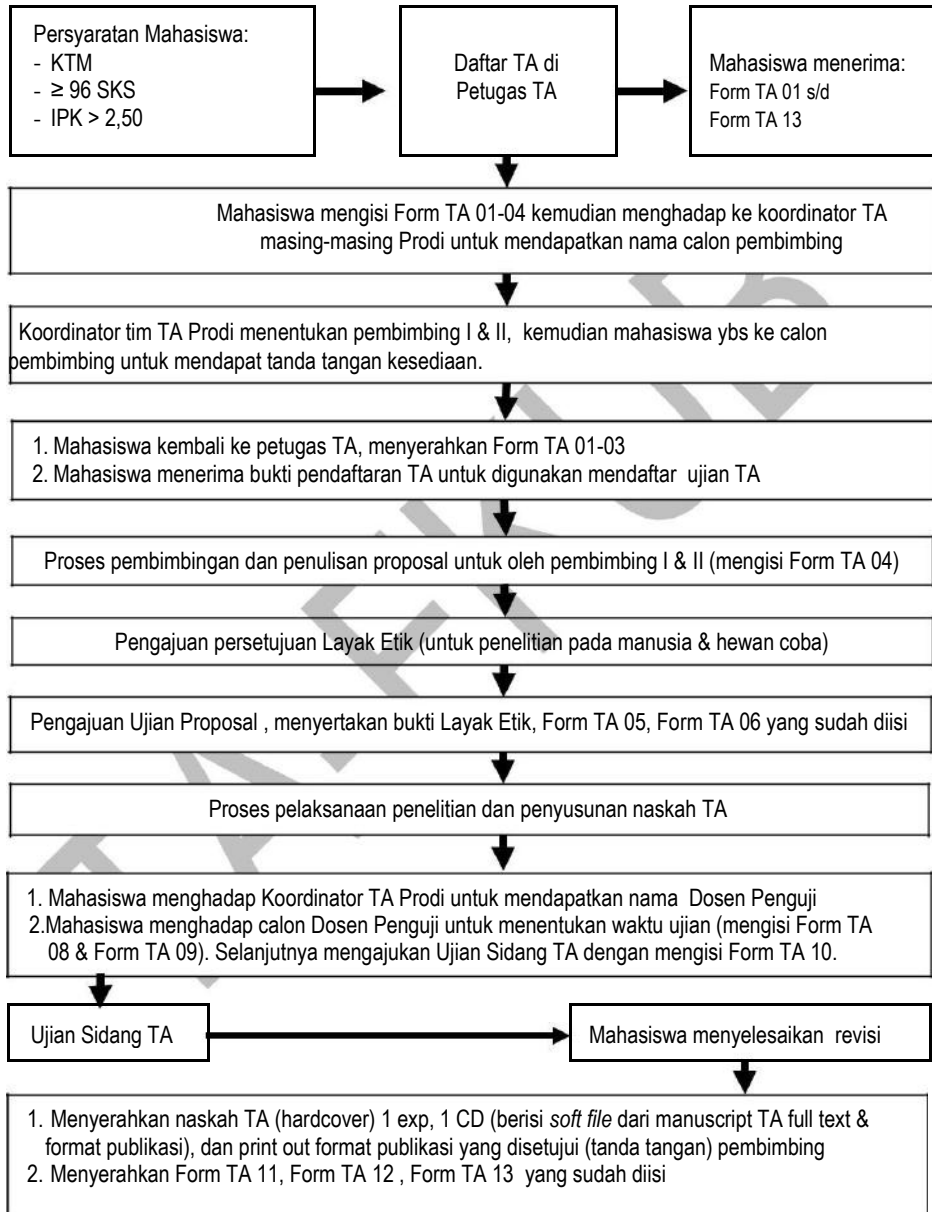 Persyaratan Mahasiswa:
- KTM
- ≥ 96 SKS
- IPK > 2,50
Daftar TA di
Petugas TA
Mahasiswa menerima:
Form TA 01 s/d
Form TA 13
Mahasiswa mengisi Form TA 01-04 kemudian menghadap ke koordinator TA
masing-masing Prodi untuk mendapatkan nama calon pembimbing
Koordinator tim TA Prodi menentukan pembimbing I & II, kemudian mahasiswa ybs ke calon
pembimbing untuk mendapat tanda tangan kesediaan.
1. Mahasiswa kembali ke petugas TA, menyerahkan Form TA 01-03
2. Mahasiswa menerima bukti pendaftaran TA untuk digunakan mendaftar ujian TA
Proses pembimbingan dan penulisan proposal untuk oleh pembimbing I & II (mengisi Form TA 04)
Pengajuan persetujuan Layak Etik (untuk penelitian pada manusia & hewan coba)
Pengajuan Ujian Proposal , menyertakan bukti Layak Etik, Form TA 05, Form TA 06 yang sudah diisi
Proses pelaksanaan penelitian dan penyusunan naskah TA
1. Mahasiswa menghadap Koordinator TA Prodi untuk mendapatkan nama Dosen Penguji
2.Mahasiswa menghadap calon Dosen Penguji untuk menentukan waktu ujian (mengisi Form TA
08 & Form TA 09). Selanjutnya mengajukan Ujian Sidang TA dengan mengisi Form TA 10.
Ujian Sidang TA
Mahasiswa menyelesaikan revisi
1. Menyerahkan naskah TA (hardcover) 1 exp, 1 CD (berisi soft file dari manuscript TA full text &
format publikasi), dan print out format publikasi yang disetujui (tanda tangan) pembimbing
2. Menyerahkan Form TA 11, Form TA 12 , Form TA 13 yang sudah diisi